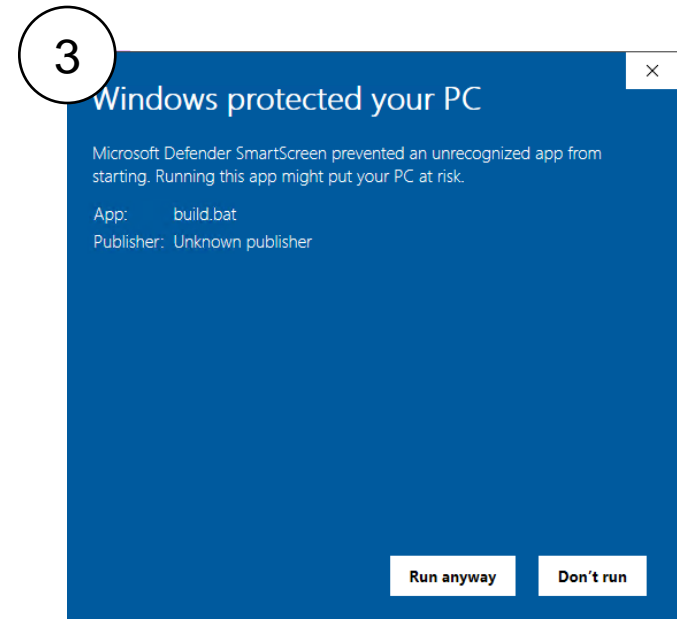 3
Windows protected your PC
Microsoft Defender SmartScreen prevented an unrecognized app from
starting. Running this app might put your PC at risk.
App: build.bat
Publisher: Unknown publisher
Run anyway Don’t run